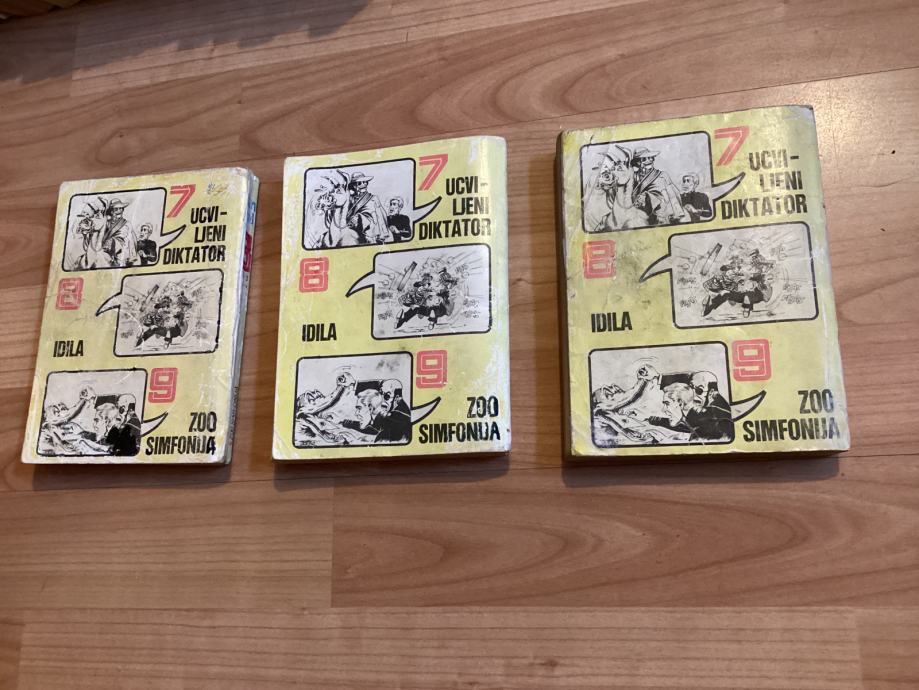 7
UCVI-
LJENI
DIKTATOR
8
IDILA
9
ZOO
SIMFONIJA
7
UCVI-
LJENI
DIKTATOR
8
IDILA
9
ZOO
SIMFONIJA
7
UCVI-
LJENI
DIKTATOR
8
IDILA
9
ZOO
SIMFONIJA